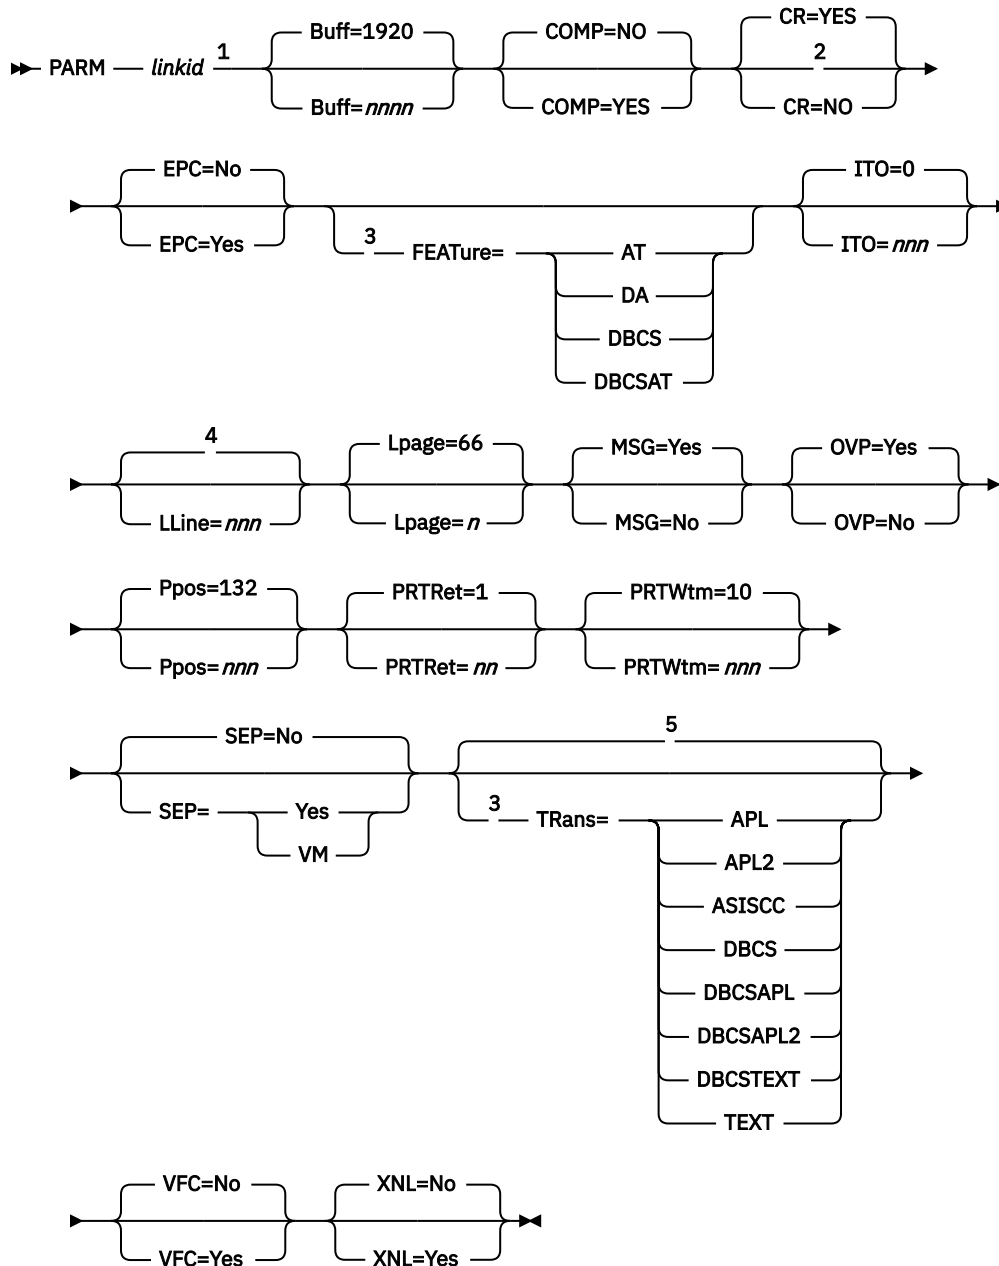 Buff=1920 COMP=NO CR=YES
PARM linkid 1 2
Buff=nnnn COMP=YES CR=NO
EPC=No ITO=0
EPC=Yes 3 FEATure= AT ITO=nnn
DA
DBCS
DBCSAT
4 Lpage=66 MSG=Yes OVP=Yes
LLine=nnn Lpage=n MSG=No OVP=No
Ppos=132 PRTRet=1 PRTWtm=10
Ppos=nnn PRTRet=nn PRTWtm=nnn
SEP=No 5
SEP= Yes 3 TRans= APL
VM
APL2
ASISCC
DBCS
DBCSAPL
DBCSAPL2
DBCSTEXT
TEXT
VFC=No XNL=No
VFC=Yes XNL=Yes